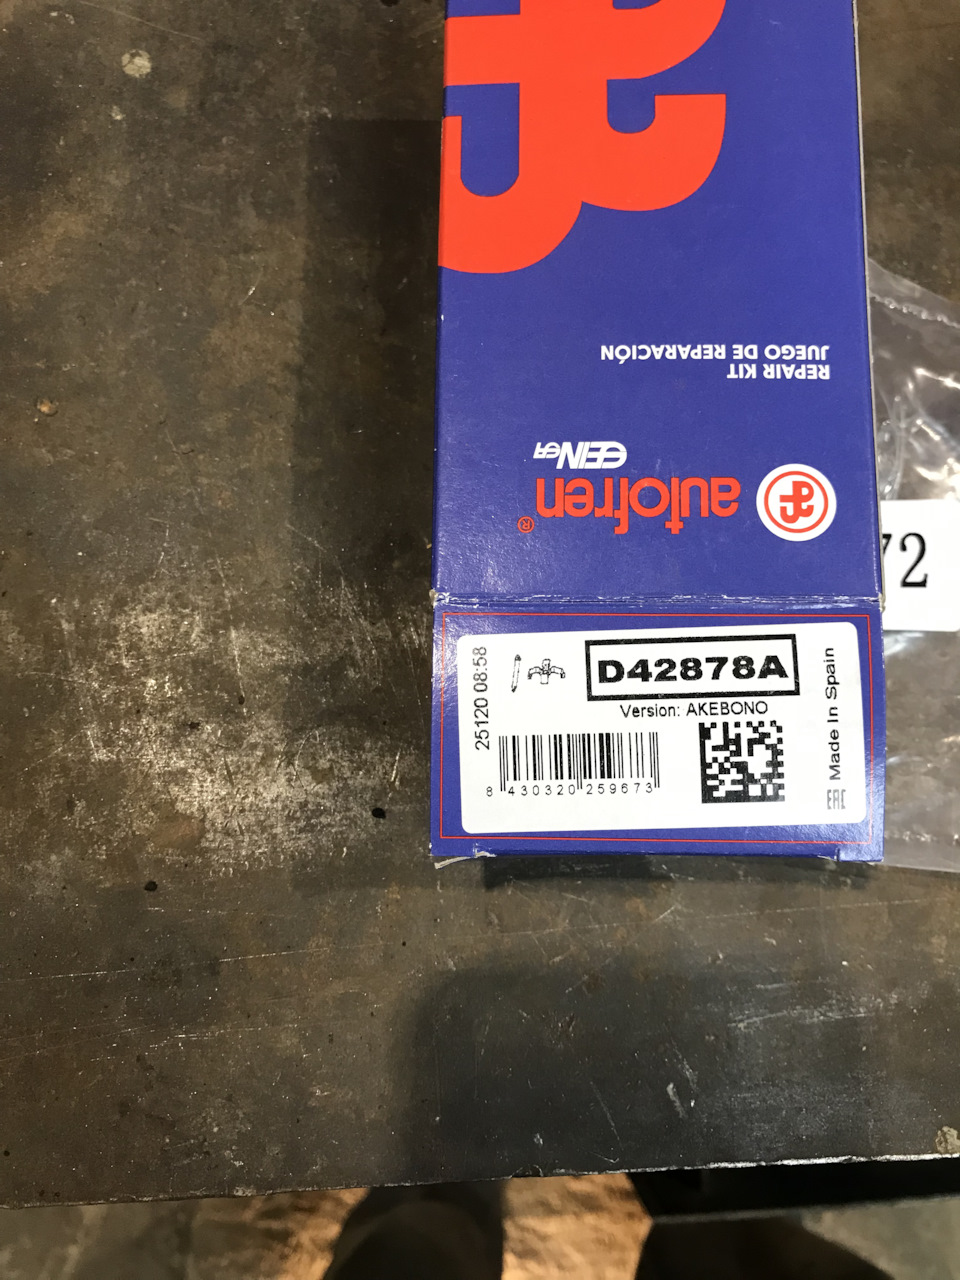 REPAIR KIT
JUEGO DE REPARACIÓN
autofren®
SEINSA
72
25120 08:58
D42878A
Version: AKEBONO
8 430320 259673
Made In Spain
EAC